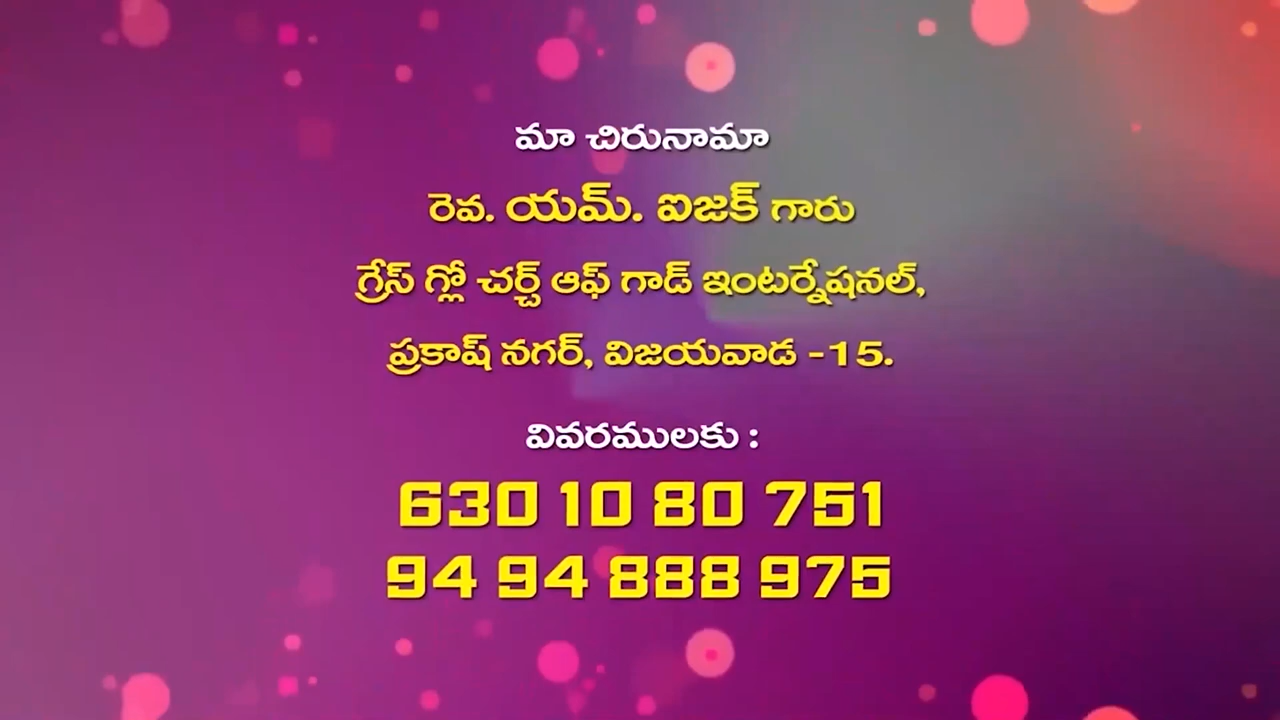 మా చిరునామా
రెవ. యమ్. ఐజక్ గారు
గ్రేస్ గ్లో చర్చ్ ఆఫ్ గాడ్ ఇంటర్నేషనల్,
ప్రకాష్ నగర్, విజయవాడ -15.
వివరములకు :
630 10 80 751
94 94 888 975